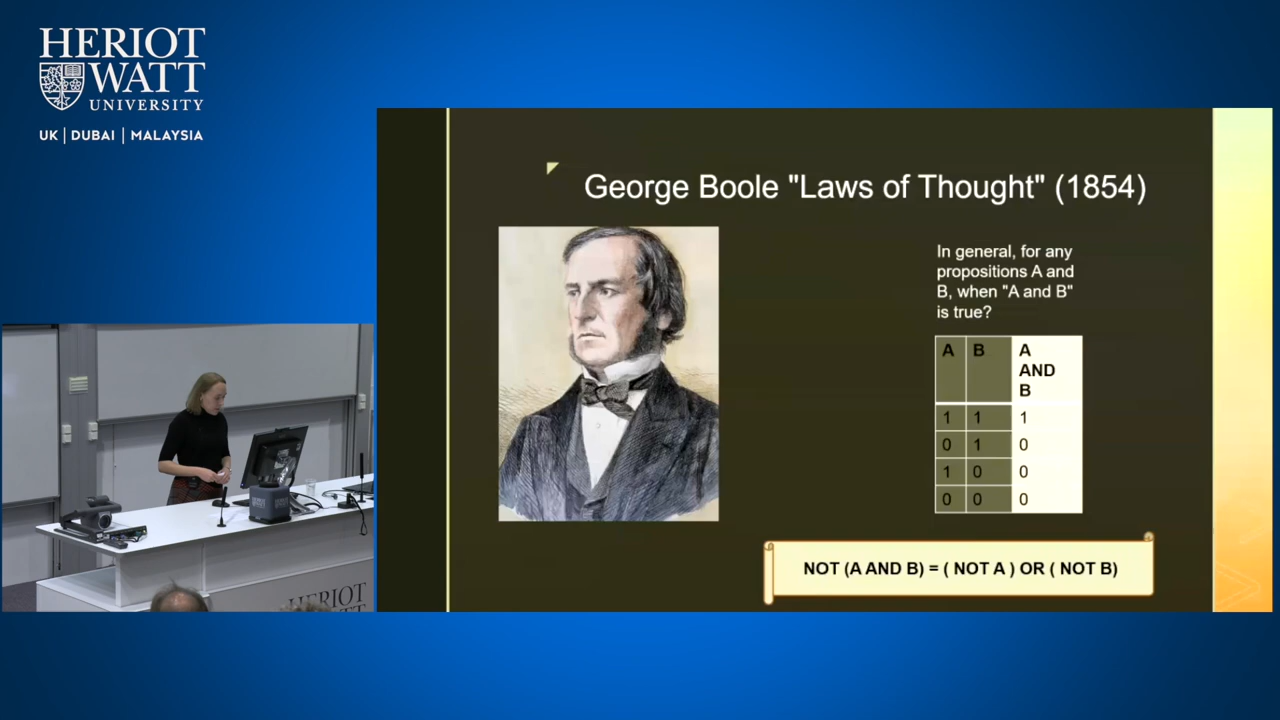 HERIOT
WATT
UNIVERSITY
UK | DUBAI | MALAYSIA
George Boole "Laws of Thought" (1854)
In general, for any
propositions A and
B, when "A and B"
is true?
A B A
AND
B
1 1 1
0 1 0
1 0 0
0 0 0
NOT (A AND B) = ( NOT A ) OR ( NOT B)
HERIOT
WATT